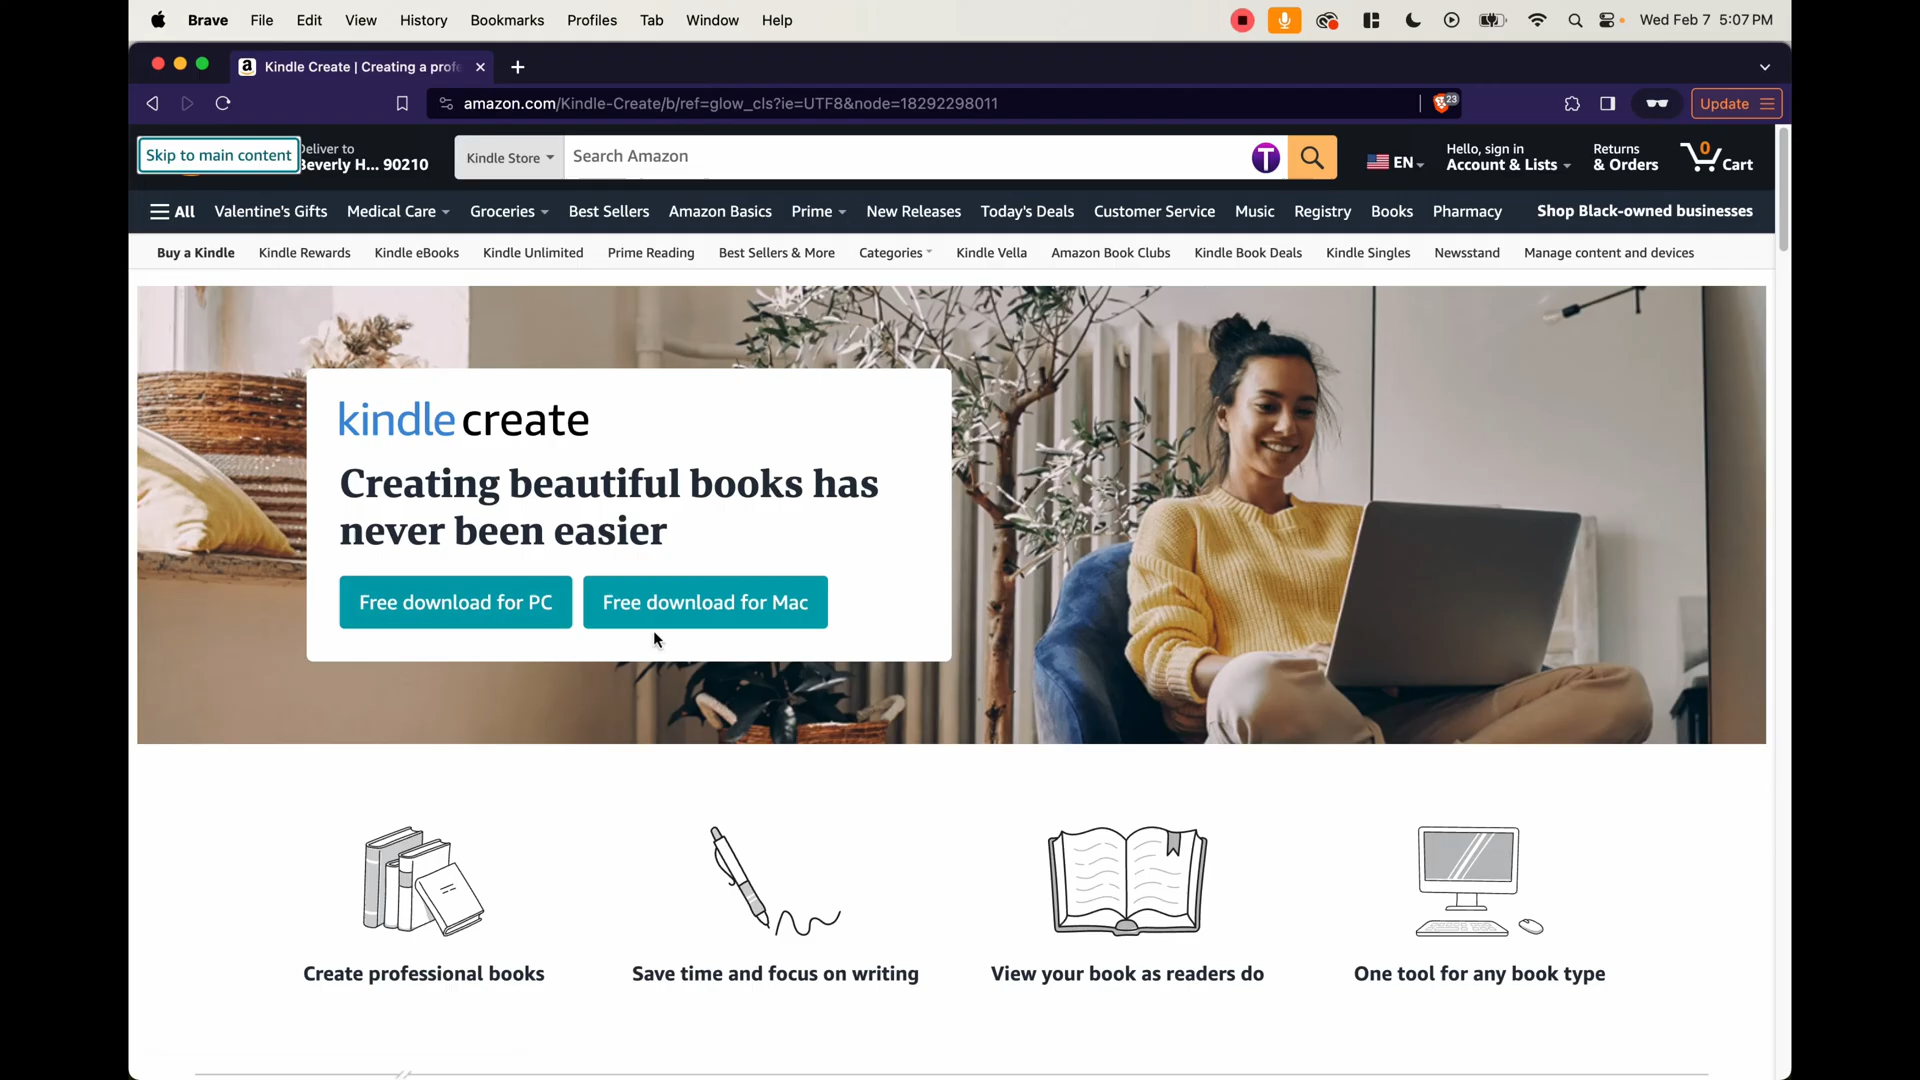 Brave File Edit View History Bookmarks Profiles Tab Window Help Wed Feb 7 5:07 PM
Kindle Create | Creating a profe
amazon.com/Kindle-Create/b/ref=glow_cls?ie=UTF8&node=18292298011
23
Update
Skip to main content
Deliver to
Beverly H... 90210
Kindle Store
Search Amazon
T
EN
Hello, sign in
Account & Lists
Returns
& Orders
0
Cart
All Valentine's Gifts Medical Care Groceries Best Sellers Amazon Basics Prime New Releases Today's Deals Customer Service Music Registry Books Pharmacy Shop Black-owned businesses
Buy a Kindle Kindle Rewards Kindle eBooks Kindle Unlimited Prime Reading Best Sellers & More Categories Kindle Vella Amazon Book Clubs Kindle Book Deals Kindle Singles Newsstand Manage content and devices
kindle create
Creating beautiful books has
never been easier
Free download for PC Free download for Mac
Create professional books Save time and focus on writing View your book as readers do One tool for any book type